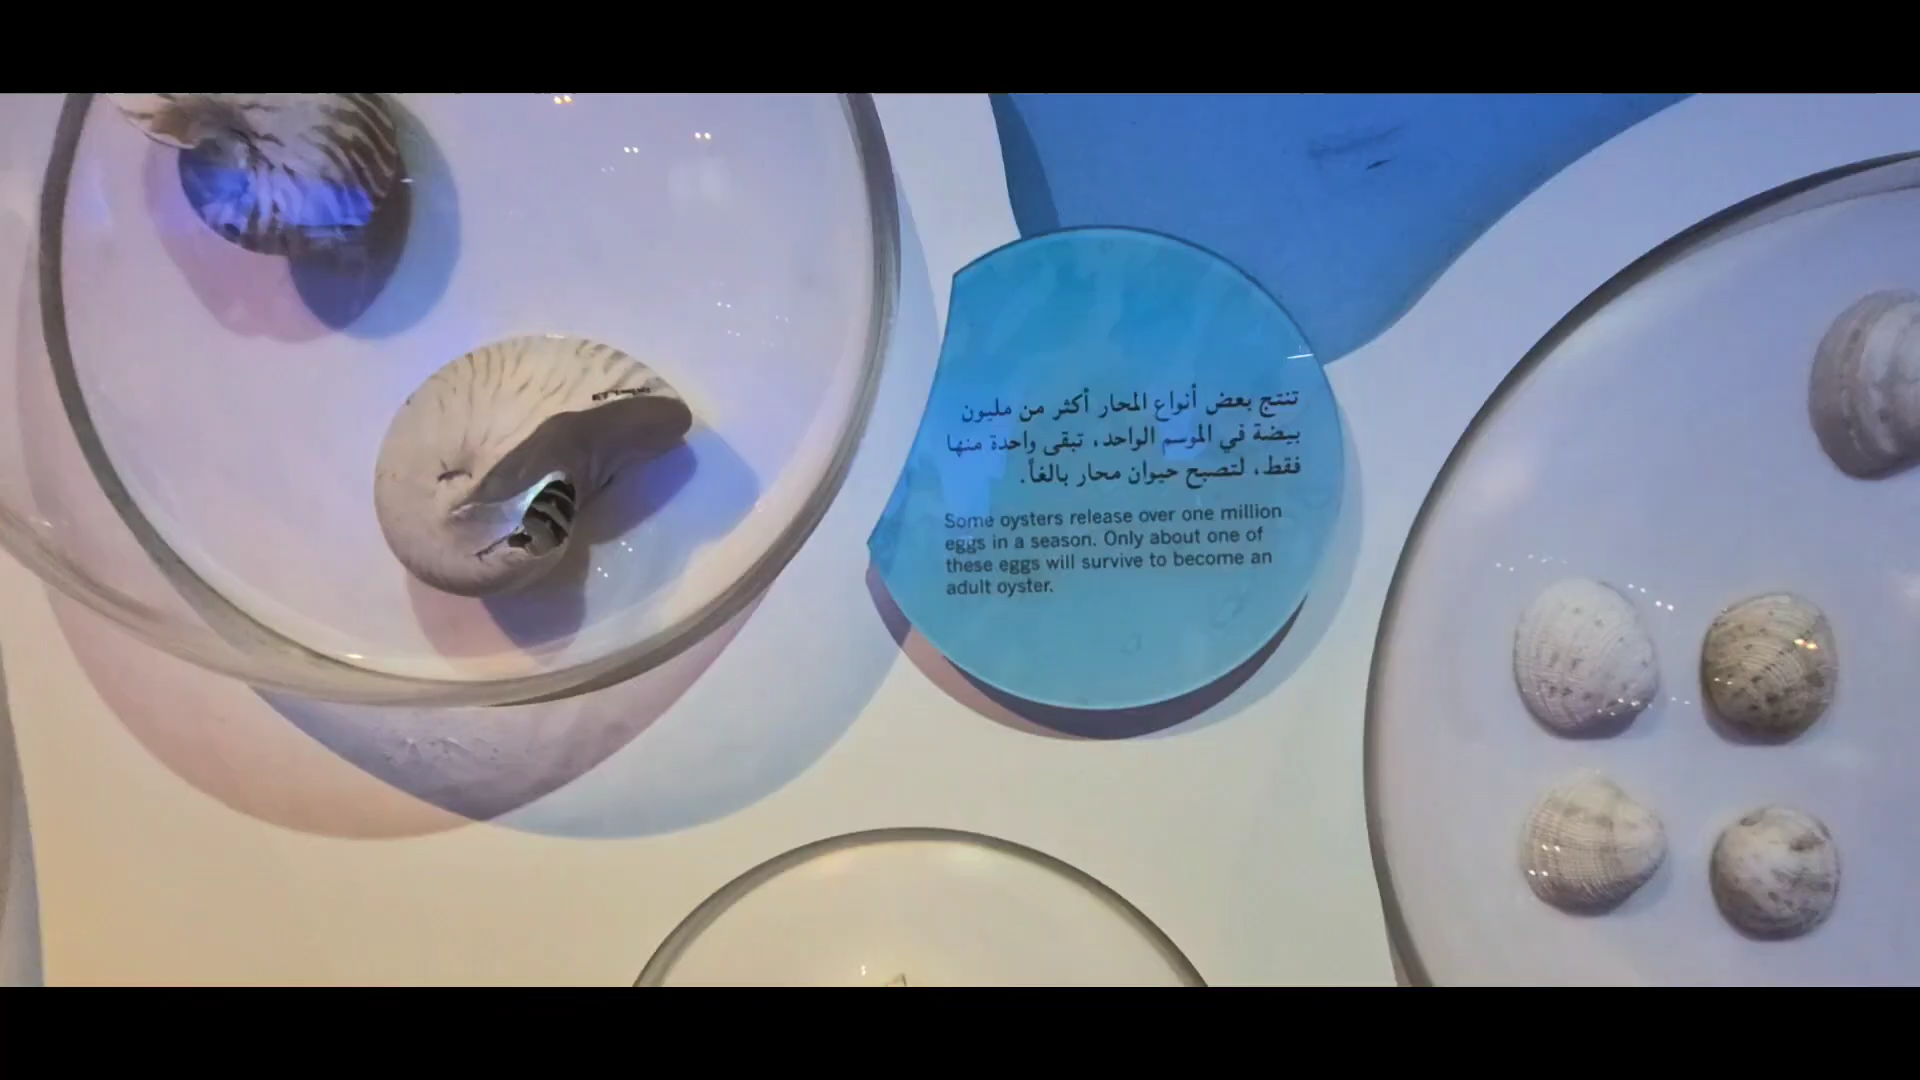 تنتج بعض أنواع المحار أكثر من مليون
بيضة في الموسم الواحد، تبقى واحدة منها
فقط، لتصبح حيوان محار بالغاً.
Some oysters release over one million
eggs in a season. Only about one of
these eggs will survive to become an
adult oyster.